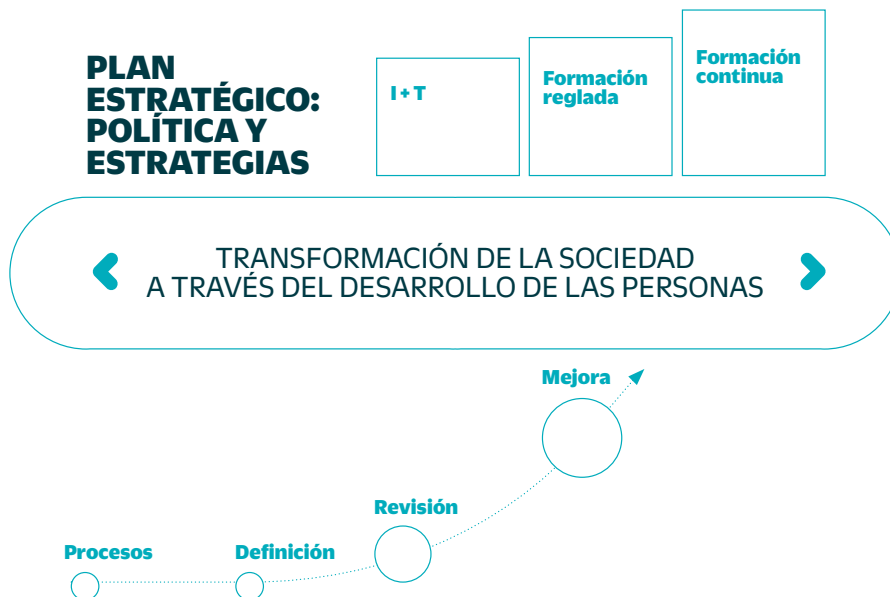 PLAN
ESTRATÉGICO:
POLÍTICA Y
ESTRATEGIAS
I + T
Formación
reglada
Formación
continua
TRANSFORMACIÓN DE LA SOCIEDAD
A TRAVÉS DEL DESARROLLO DE LAS PERSONAS
Mejora
Revisión
Procesos
Definición